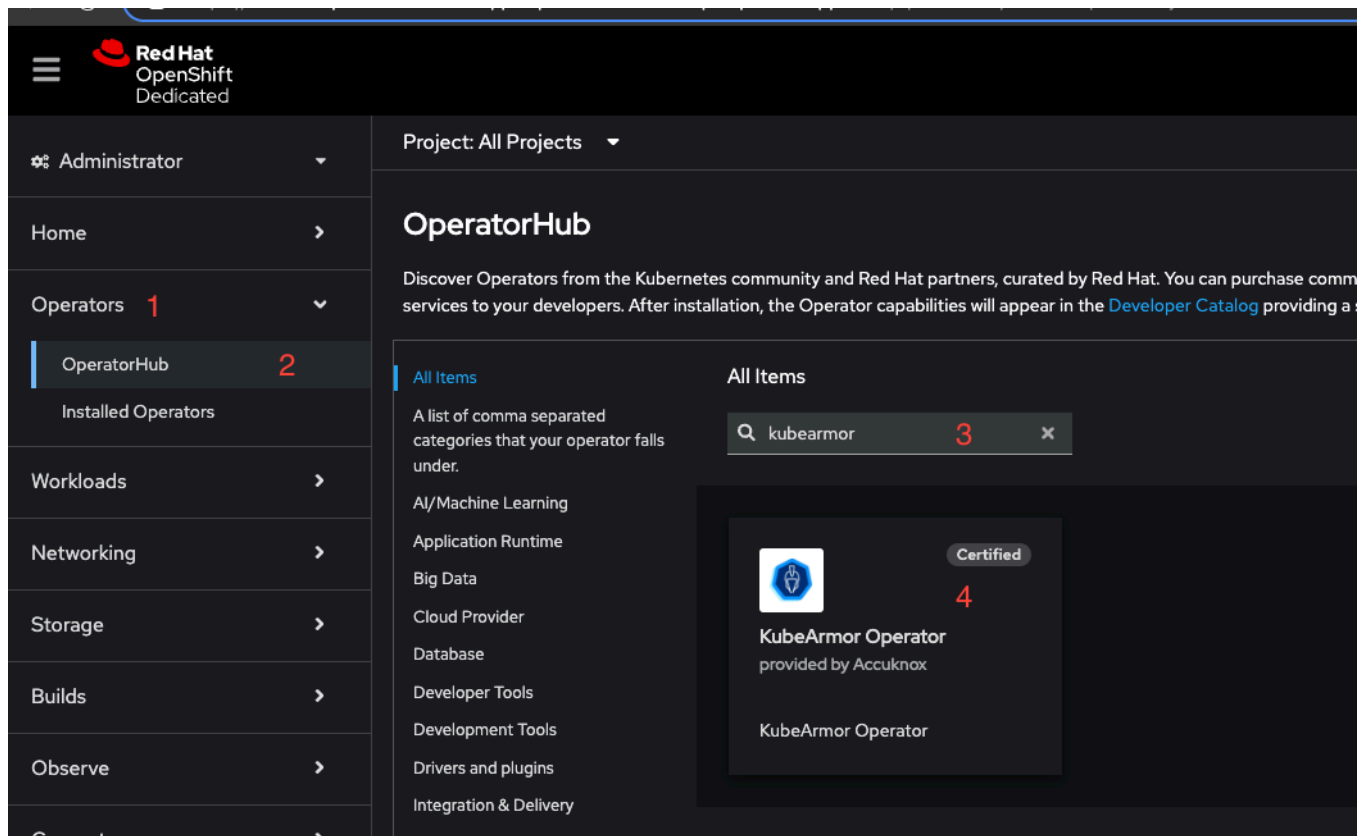 Red Hat
OpenShift
Dedicated
Administrator
Home
Operators 1
OperatorHub 2
Installed Operators
Workloads
Networking
Storage
Builds
Observe
Project: All Projects
OperatorHub
Discover Operators from the Kubernetes community and Red Hat partners, curated by Red Hat. You can purchase comm
services to your developers. After installation, the Operator capabilities will appear in the Developer Catalog providing a s
All Items
A list of comma separated
categories that your operator falls
under.
AI/Machine Learning
Application Runtime
Big Data
Cloud Provider
Database
Developer Tools
Development Tools
Drivers and plugins
Integration & Delivery
All Items
kubearmor 3
Certified
4
KubeArmor Operator
provided by Accuknox
KubeArmor Operator